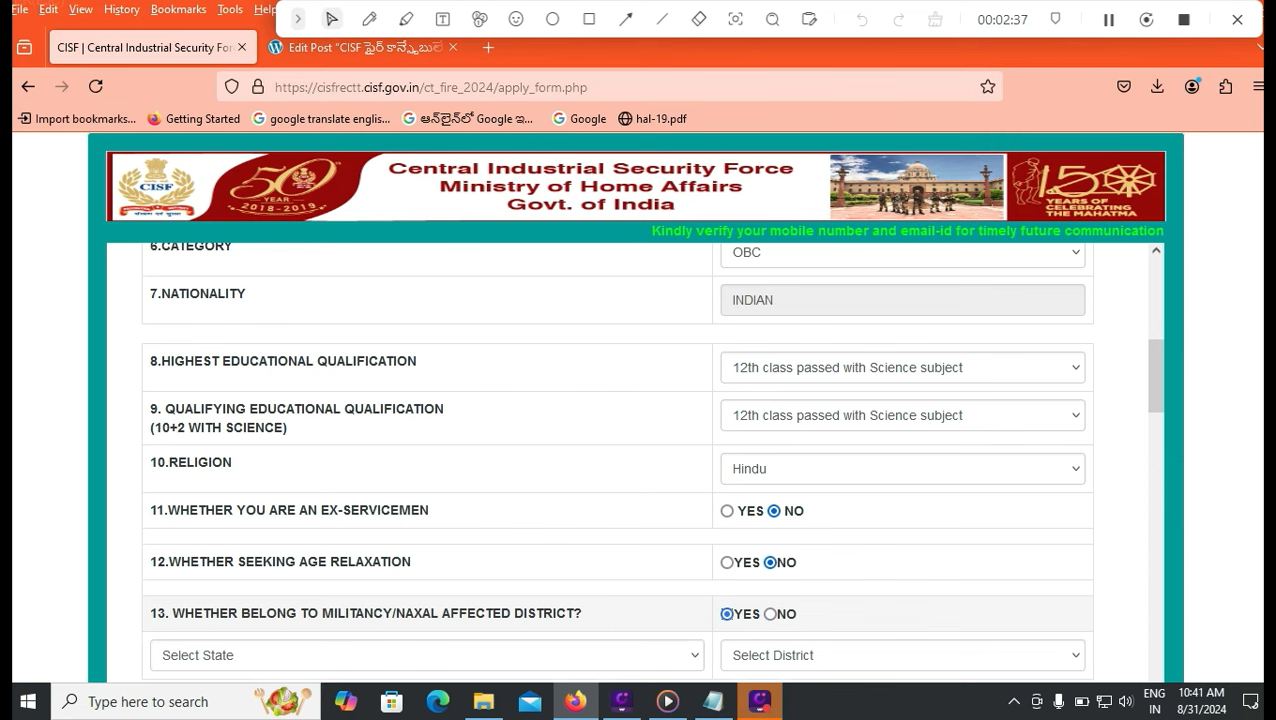 File Edit View History Bookmarks Tools H
00:02:37
CISF | Central Industrial Security For
Edit Post "CISF ఫైర్ కానిస్టేబులే
https://cisfrectt.cisf.gov.in/ct_fire_2024/apply_form.php
Import bookmarks... Getting Started google translate englis... ఆన్‌లైన్‌లో Google ఇ... Google hal-19.pdf
CISF
50
YEAR
2018-2019
Central Industrial Security Force
Ministry of Home Affairs
Govt. of India
150
YEARS OF
CELEBRATING
THE MAHATMA
Kindly verify your mobile number and email-id for timely future communication
6.CATEGORY OBC
7.NATIONALITY INDIAN
8.HIGHEST EDUCATIONAL QUALIFICATION 12th class passed with Science subject
9. QUALIFYING EDUCATIONAL QUALIFICATION
(10+2 WITH SCIENCE) 12th class passed with Science subject
10.RELIGION Hindu
11.WHETHER YOU ARE AN EX-SERVICEMEN YES NO
12.WHETHER SEEKING AGE RELAXATION YES NO
13. WHETHER BELONG TO MILITANCY/NAXAL AFFECTED DISTRICT? YES NO
Select State Select District
Type here to search
ENG
IN
10:41 AM
8/31/2024